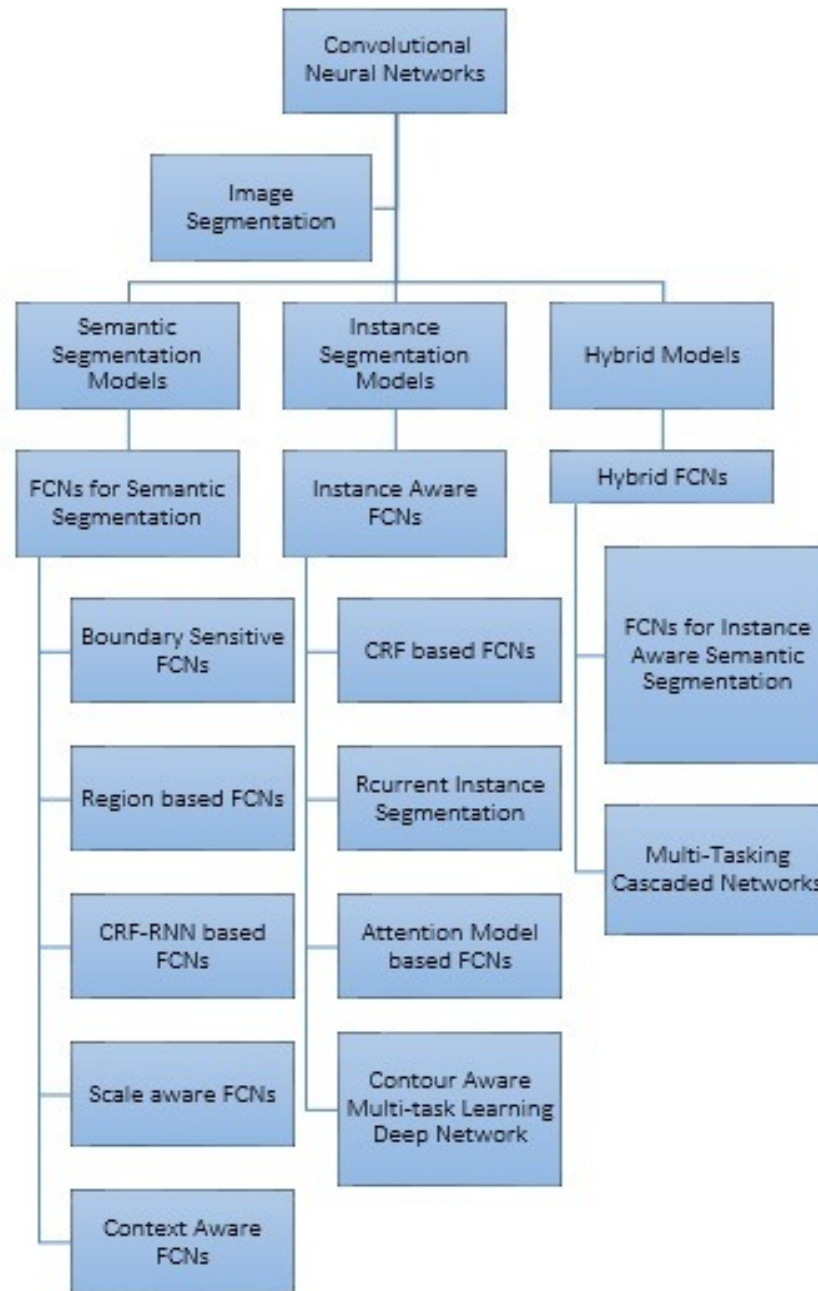 Convolutional
Neural Networks
Image
Segmentation
Semantic
Segmentation
Models
Instance
Segmentation
Models
Hybrid Models
FCNs for Semantic
Segmentation
Instance Aware
FCNs
Hybrid FCNs
Boundary Sensitive
FCNs
Region based FCNs
CRF-RNN based
FCNs
Scale aware FCNs
Context Aware
FCNs
CRF based FCNs
Rcurrent Instance
Segmentation
Attention Model
based FCNs
Contour Aware
Multi-task Learning
Deep Network
FCNs for Instance
Aware Semantic
Segmentation
Multi-Tasking
Cascaded Networks